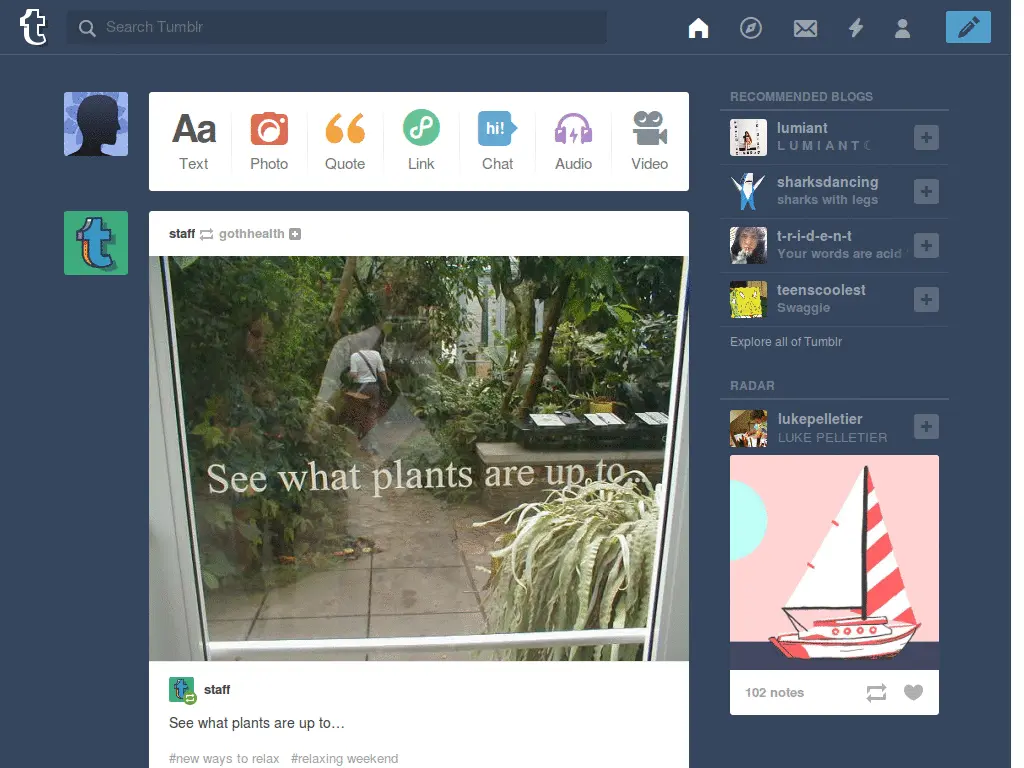 Search Tumblr
Aa
hi!
Text Photo Quote Link Chat Audio Video
staff gothhealth
See what plants are up to...
staff
See what plants are up to…
#new ways to relax #relaxing weekend
RECOMMENDED BLOGS
lumiant
L U M I A N T ☾
sharksdancing
sharks with legs
t-r-i-d-e-n-t
Your words are acid
teenscoolest
Swaggie
Explore all of Tumblr
RADAR
lukepelletier
LUKE PELLETIER
102 notes